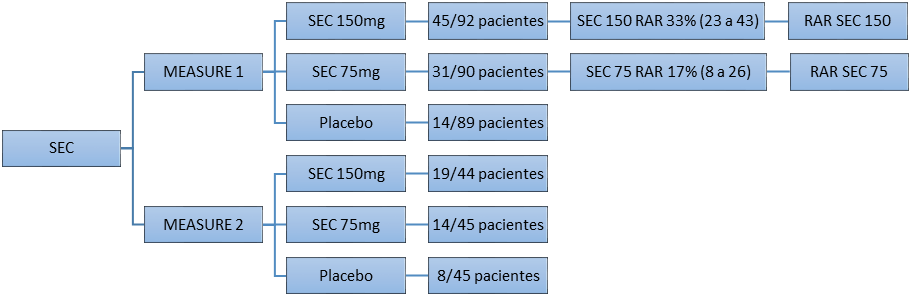 SEC
MEASURE 1
SEC 150mg
45/92 pacientes
SEC 150 RAR 33% (23 a 43)
RAR SEC 150
SEC 75mg
31/90 pacientes
SEC 75 RAR 17% (8 a 26)
RAR SEC 75
Placebo
14/89 pacientes
MEASURE 2
SEC 150mg
19/44 pacientes
SEC 75mg
14/45 pacientes
Placebo
8/45 pacientes